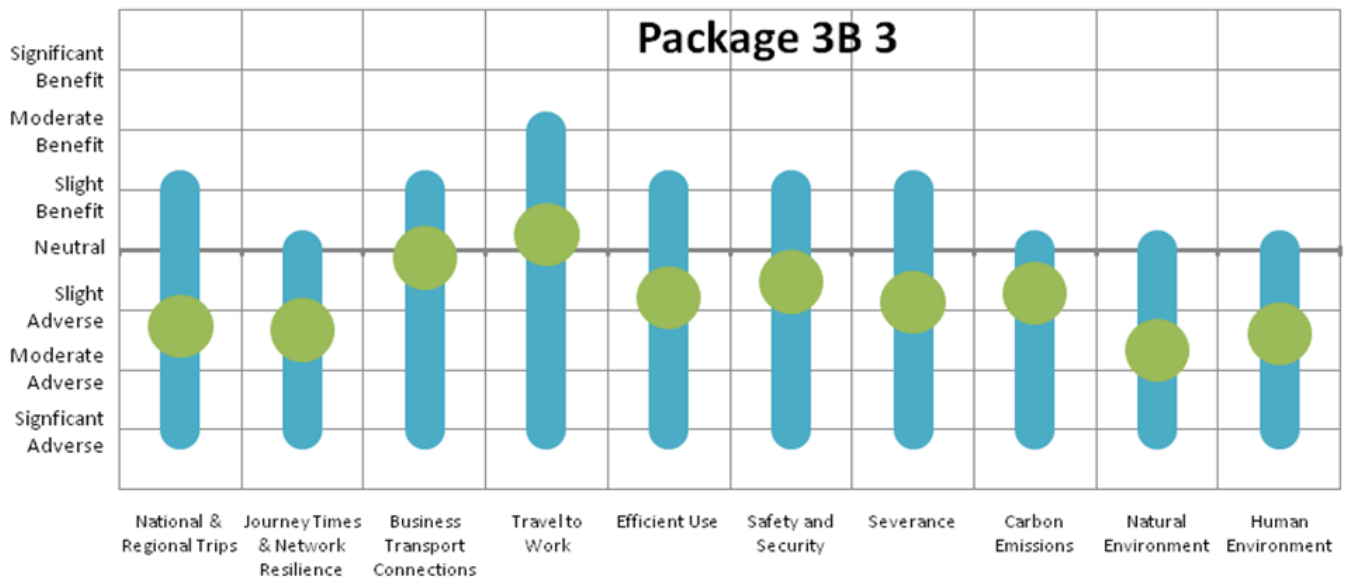 Package 3B 3
Significant
Benefit
Moderate
Benefit
Slight
Benefit
Neutral
Slight
Adverse
Moderate
Adverse
Signficant
Adverse
National &
Regional Trips
Journey Times
& Network
Resilience
Business
Transport
Connections
Travel to
Work
Efficient Use
Safety and
Security
Severance
Carbon
Emissions
Natural
Environment
Human
Environment